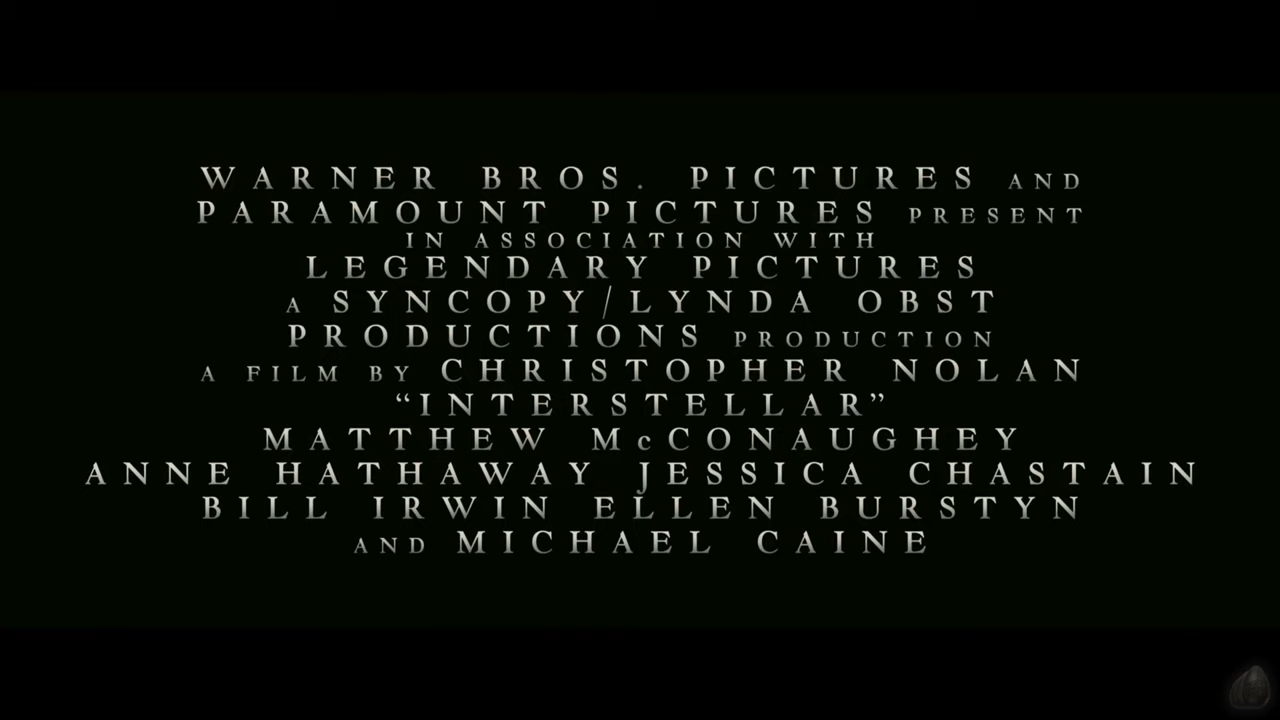 WARNER BROS. PICTURES AND
PARAMOUNT PICTURES PRESENT
IN ASSOCIATION WITH
LEGENDARY PICTURES
A SYNCOPY/LYNDA OBST
PRODUCTIONS PRODUCTION
A FILM BY CHRISTOPHER NOLAN
“INTERSTELLAR”
MATTHEW McCONAUGHEY
ANNE HATHAWAY JESSICA CHASTAIN
BILL IRWIN ELLEN BURSTYN
AND MICHAEL CAINE